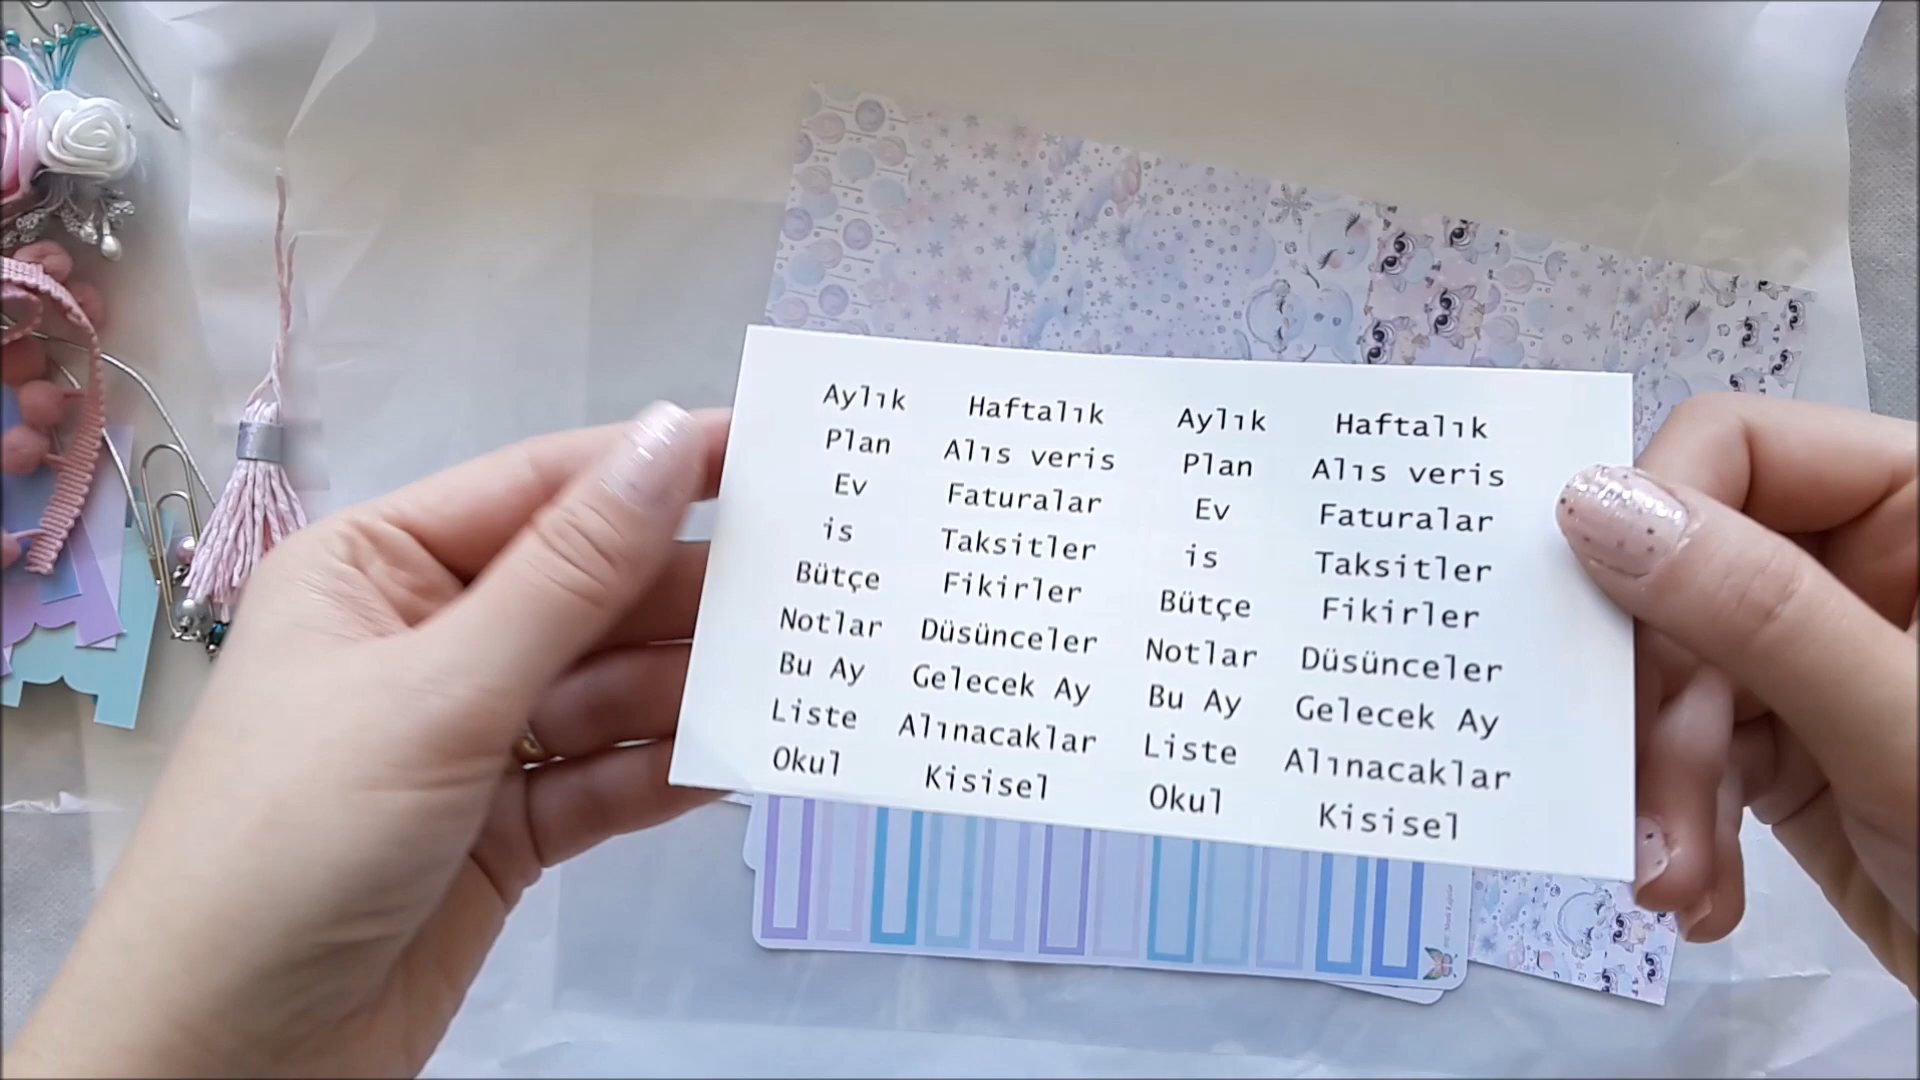 Aylık Haftalık Aylık Haftalık
Plan Alıs veris Plan Alıs veris
Ev Faturalar Ev Faturalar
is Taksitler is Taksitler
Bütçe Fikirler Bütçe Fikirler
Notlar Düsünceler Notlar Düsünceler
Bu Ay Gelecek Ay Bu Ay Gelecek Ay
Liste Alınacaklar Liste Alınacaklar
Okul Kisisel Okul Kisisel